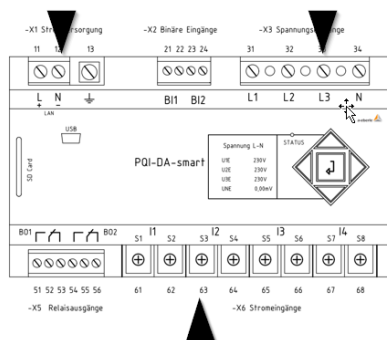 -X1 Str ersorgung -X2 Binäre Eingänge -X3 Spannungs gänge
11 12 13 21 22 23 24 31 32 34
L N BI1 BI2 L1 L2 L3 N
+ -
LAN
USB
SD Card
PQI-DA-smart
Spannung L-N
U1E 230V
U2E 230V
U3E 230V
UNE 0,00mV
STATUS
BO1 BO2 I1 I2 I3 I4
S1 S2 S3 S2 S5 S6 S7 S8
51 52 53 54 55 56 61 62 63 64 65 66 67 68
-X5 Relaisausgänge -X6 Stromeingänge